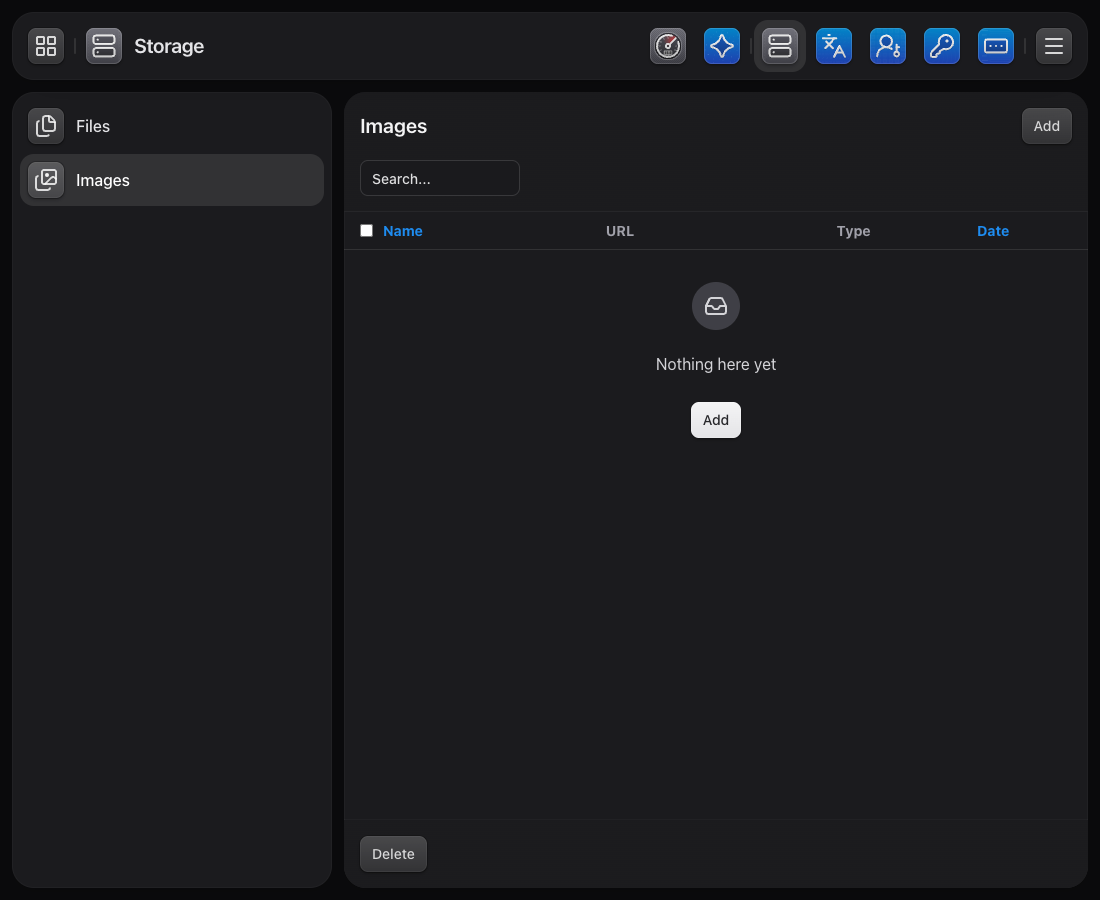 Storage
Files
Images
Images
Add
Search...
Name URL Type Date
Nothing here yet
Add
Delete